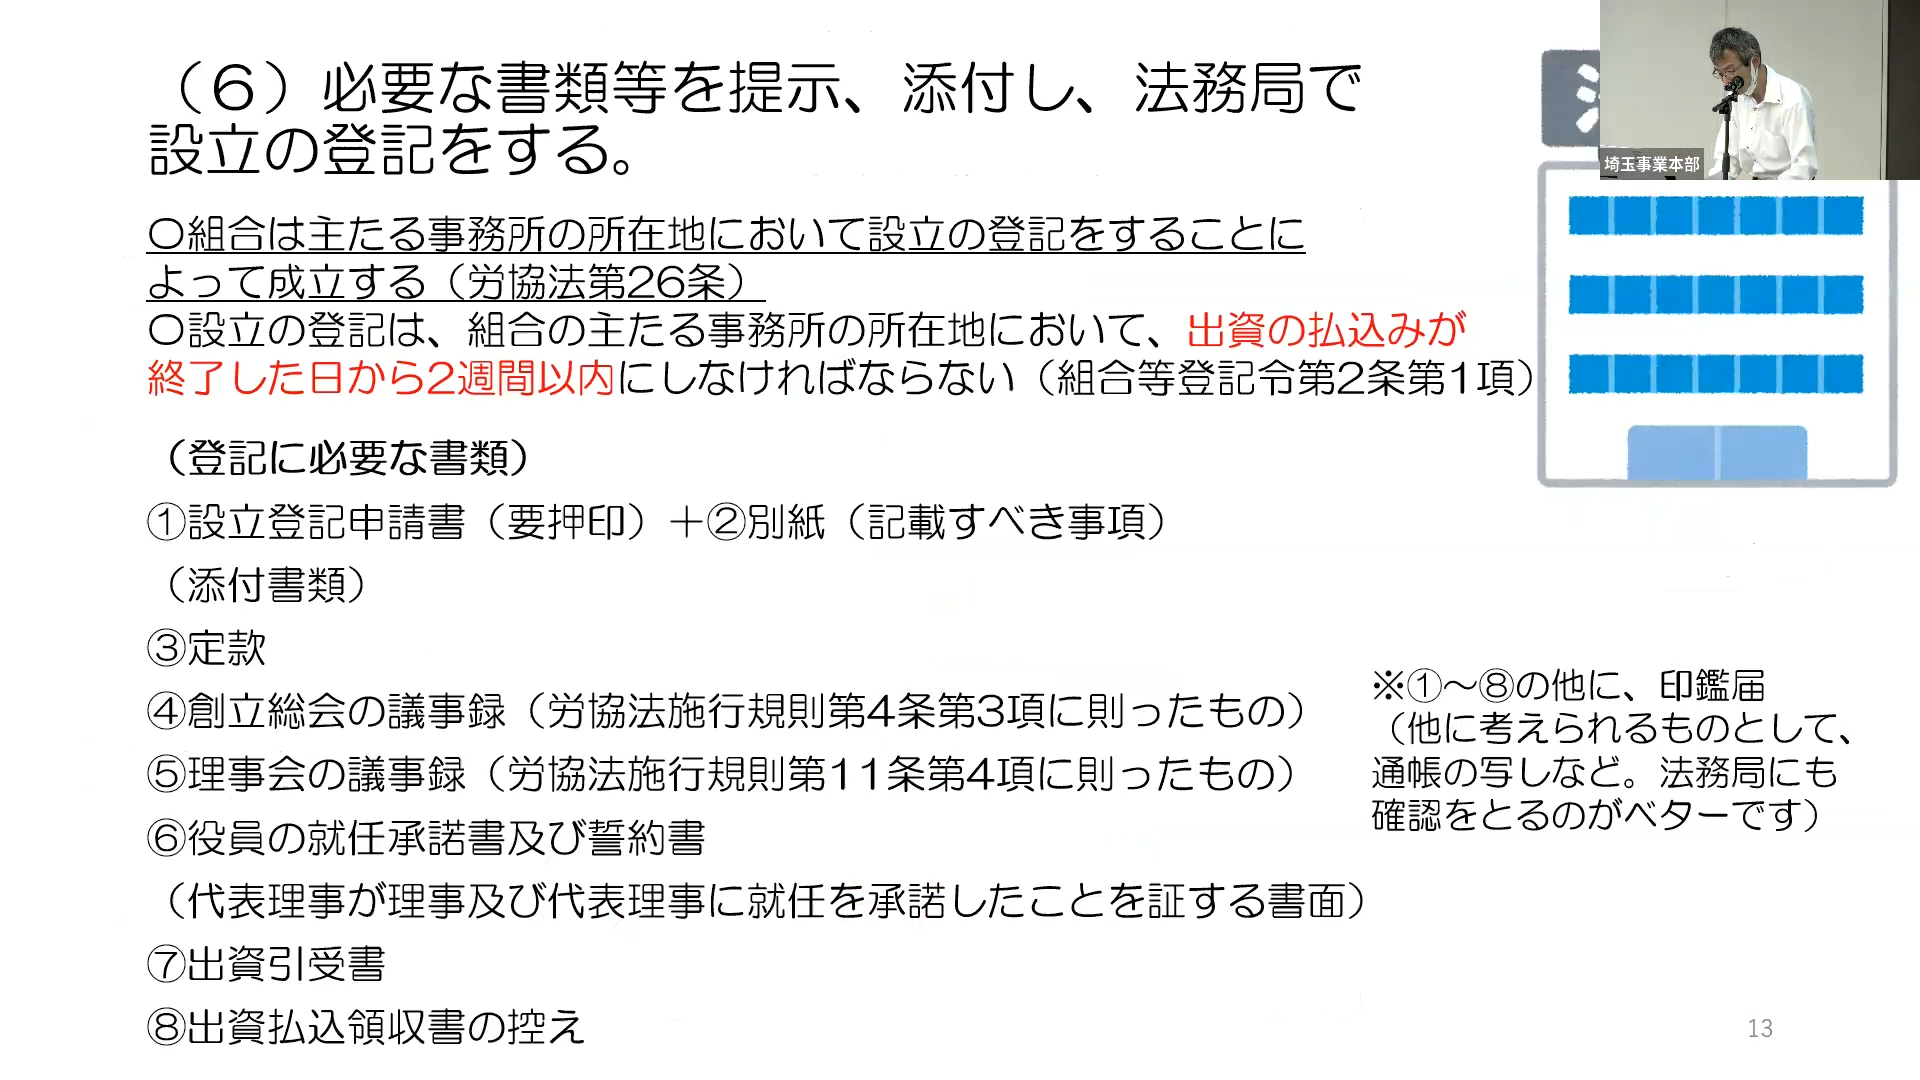 （６）必要な書類等を提示、添付し、法務局で
設立の登記をする。
埼玉事業本部
〇組合は主たる事務所の所在地において設立の登記をすることに
よって成立する（労協法第26条）
〇設立の登記は、組合の主たる事務所の所在地において、出資の払込みが
終了した日から2週間以内にしなければならない（組合等登記令第2条第1項）
（登記に必要な書類）
①設立登記申請書（要押印）＋②別紙（記載すべき事項）
（添付書類）
③定款
④創立総会の議事録（労協法施行規則第4条第3項に則ったもの）
⑤理事会の議事録（労協法施行規則第11条第4項に則ったもの）
⑥役員の就任承諾書及び誓約書
（代表理事が理事及び代表理事に就任を承諾したことを証する書面）
⑦出資引受書
⑧出資払込領収書の控え
※①～⑧の他に、印鑑届
（他に考えられるものとして、
通帳の写しなど。法務局にも
確認をとるのがベターです）
13